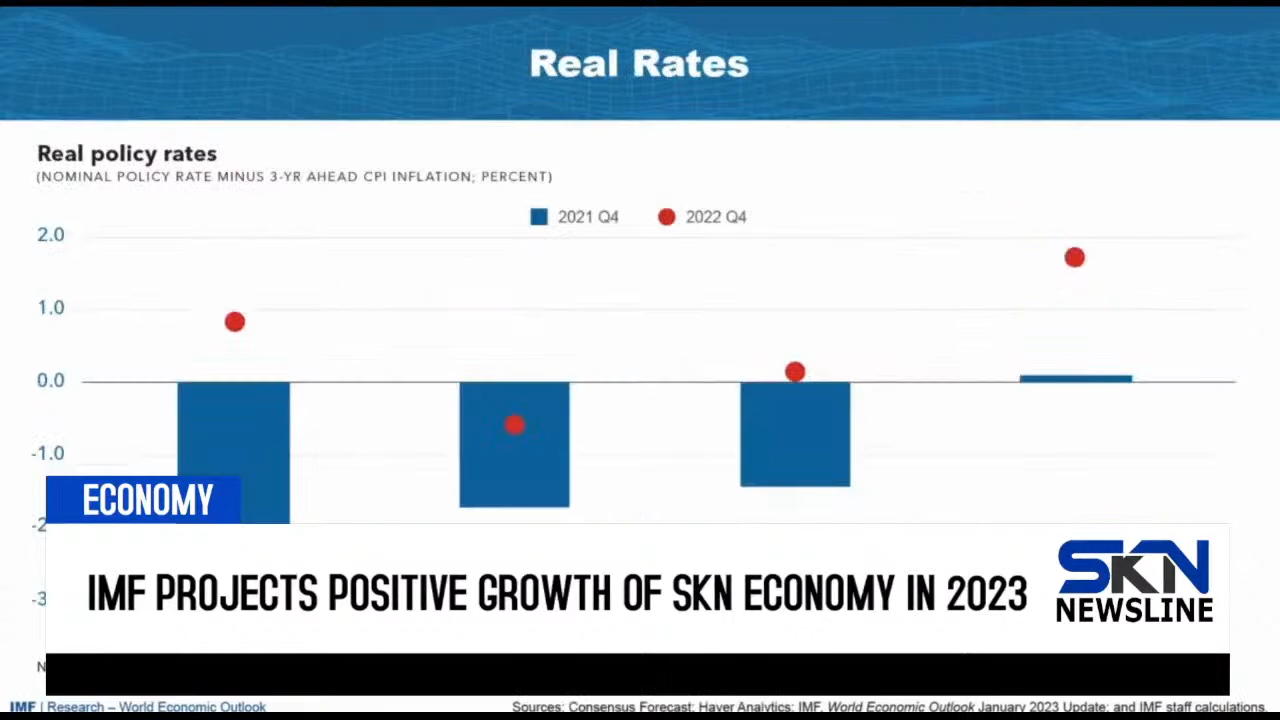 Real Rates
Real policy rates
(NOMINAL POLICY RATE MINUS 3-YR AHEAD CPI INFLATION; PERCENT)
2021 Q4
2022 Q4
2.0
1.0
0.0
-1.0
-2
-3
ECONOMY
IMF PROJECTS POSITIVE GROWTH OF SKN ECONOMY IN 2023
SKN
NEWSLINE
N
IMF | Research – World Economic Outlook
Sources: Consensus Forecast; Haver Analytics; IMF, World Economic Outlook January 2023 Update; and IMF staff calculations.